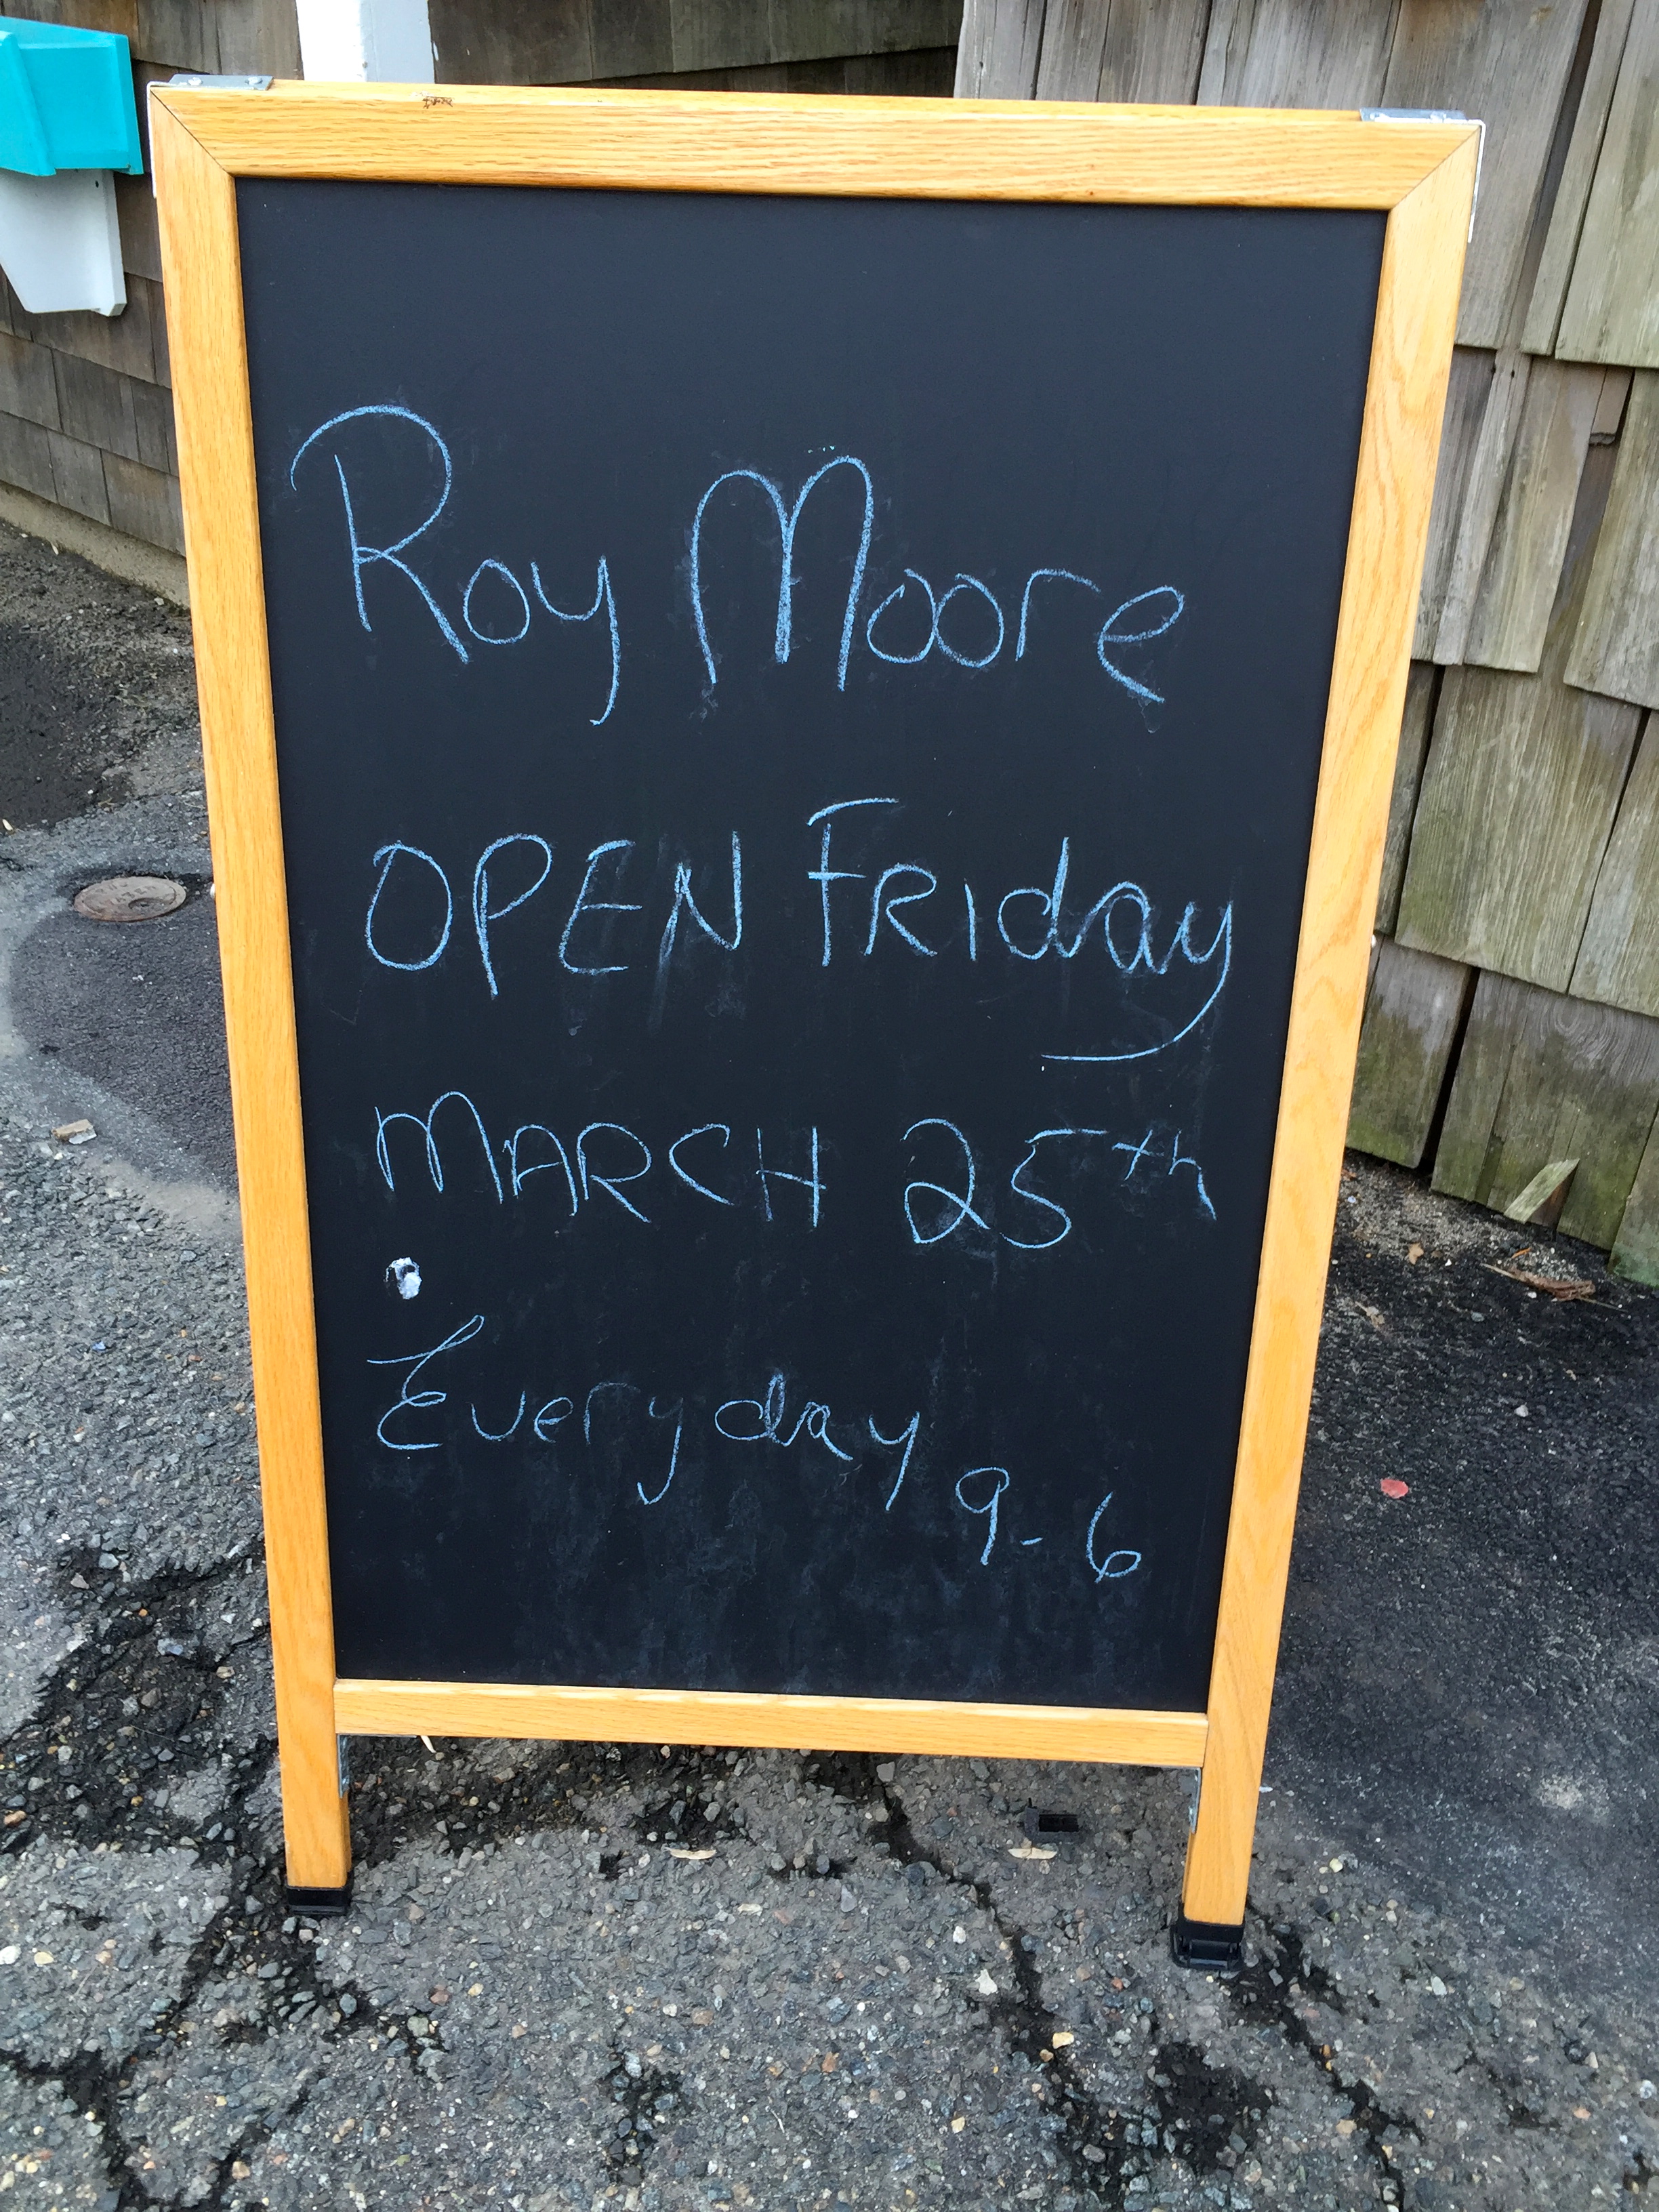 Roy Moore
OPEN FRiday
MARCH 25th
Everyday
9-6